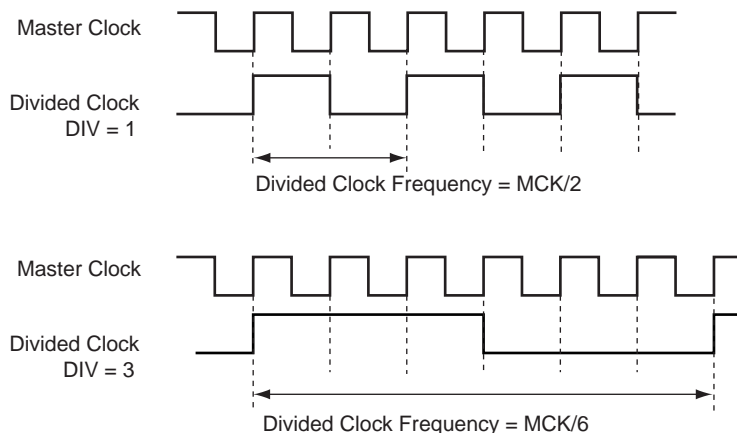 Master Clock
Divided Clock
DIV = 1
Divided Clock Frequency = MCK/2
Master Clock
Divided Clock
DIV = 3
Divided Clock Frequency = MCK/6